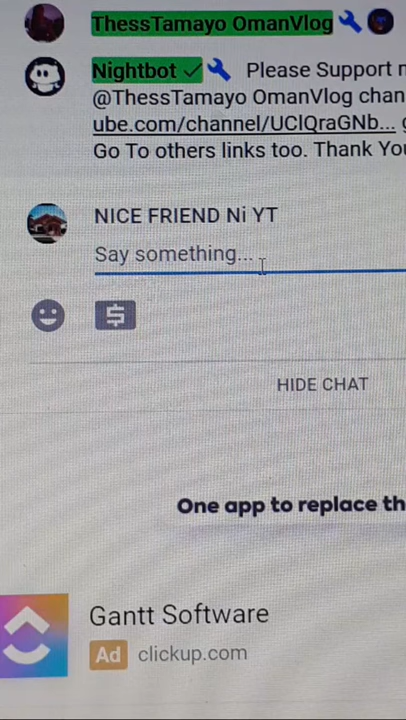 ThessTamayo OmanVlog
Nightbot ✓ Please Support
@ThessTamayo OmanVlog
ube.com/channel/UClQraGNb...
Go To others links too. Thank
NICE FRIEND Ni YT
Say something...
HIDE CHAT
One app to replace
Gantt Software
Ad clickup.com